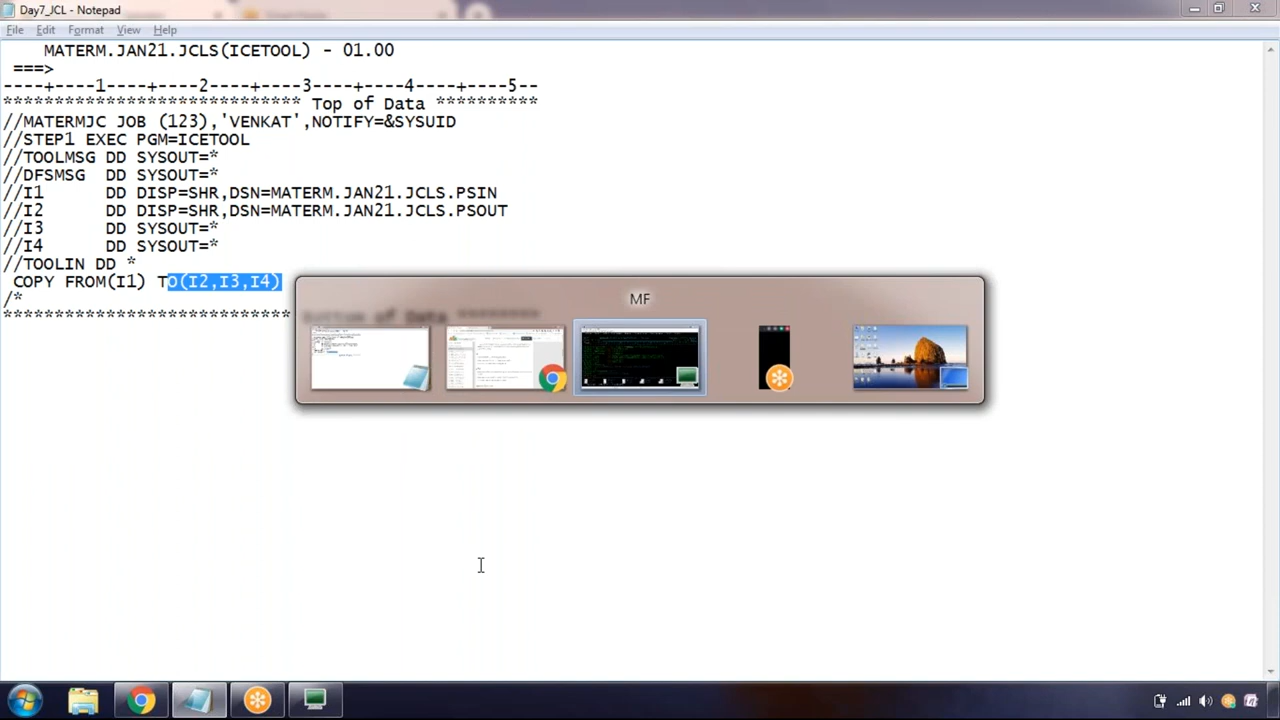 Day7_JCL - Notepad
File Edit Format View Help
MATERM.JAN21.JCLS(ICETOOL) - 01.00
===>
----+----1----+----2----+----3----+----4----+----5--
***************************** Top of Data **********
//MATERMJC JOB (123),'VENKAT',NOTIFY=&SYSUID
//STEP1 EXEC PGM=ICETOOL
//TOOLMSG DD SYSOUT=*
//DFSMSG  DD SYSOUT=*
//I1      DD DISP=SHR,DSN=MATERM.JAN21.JCLS.PSIN
//I2      DD DISP=SHR,DSN=MATERM.JAN21.JCLS.PSOUT
//I3      DD SYSOUT=*
//I4      DD SYSOUT=*
//TOOLIN DD *
COPY FROM(I1) TO(I2,I3,I4)
/*
**************************** Bottom of Data ********
MF